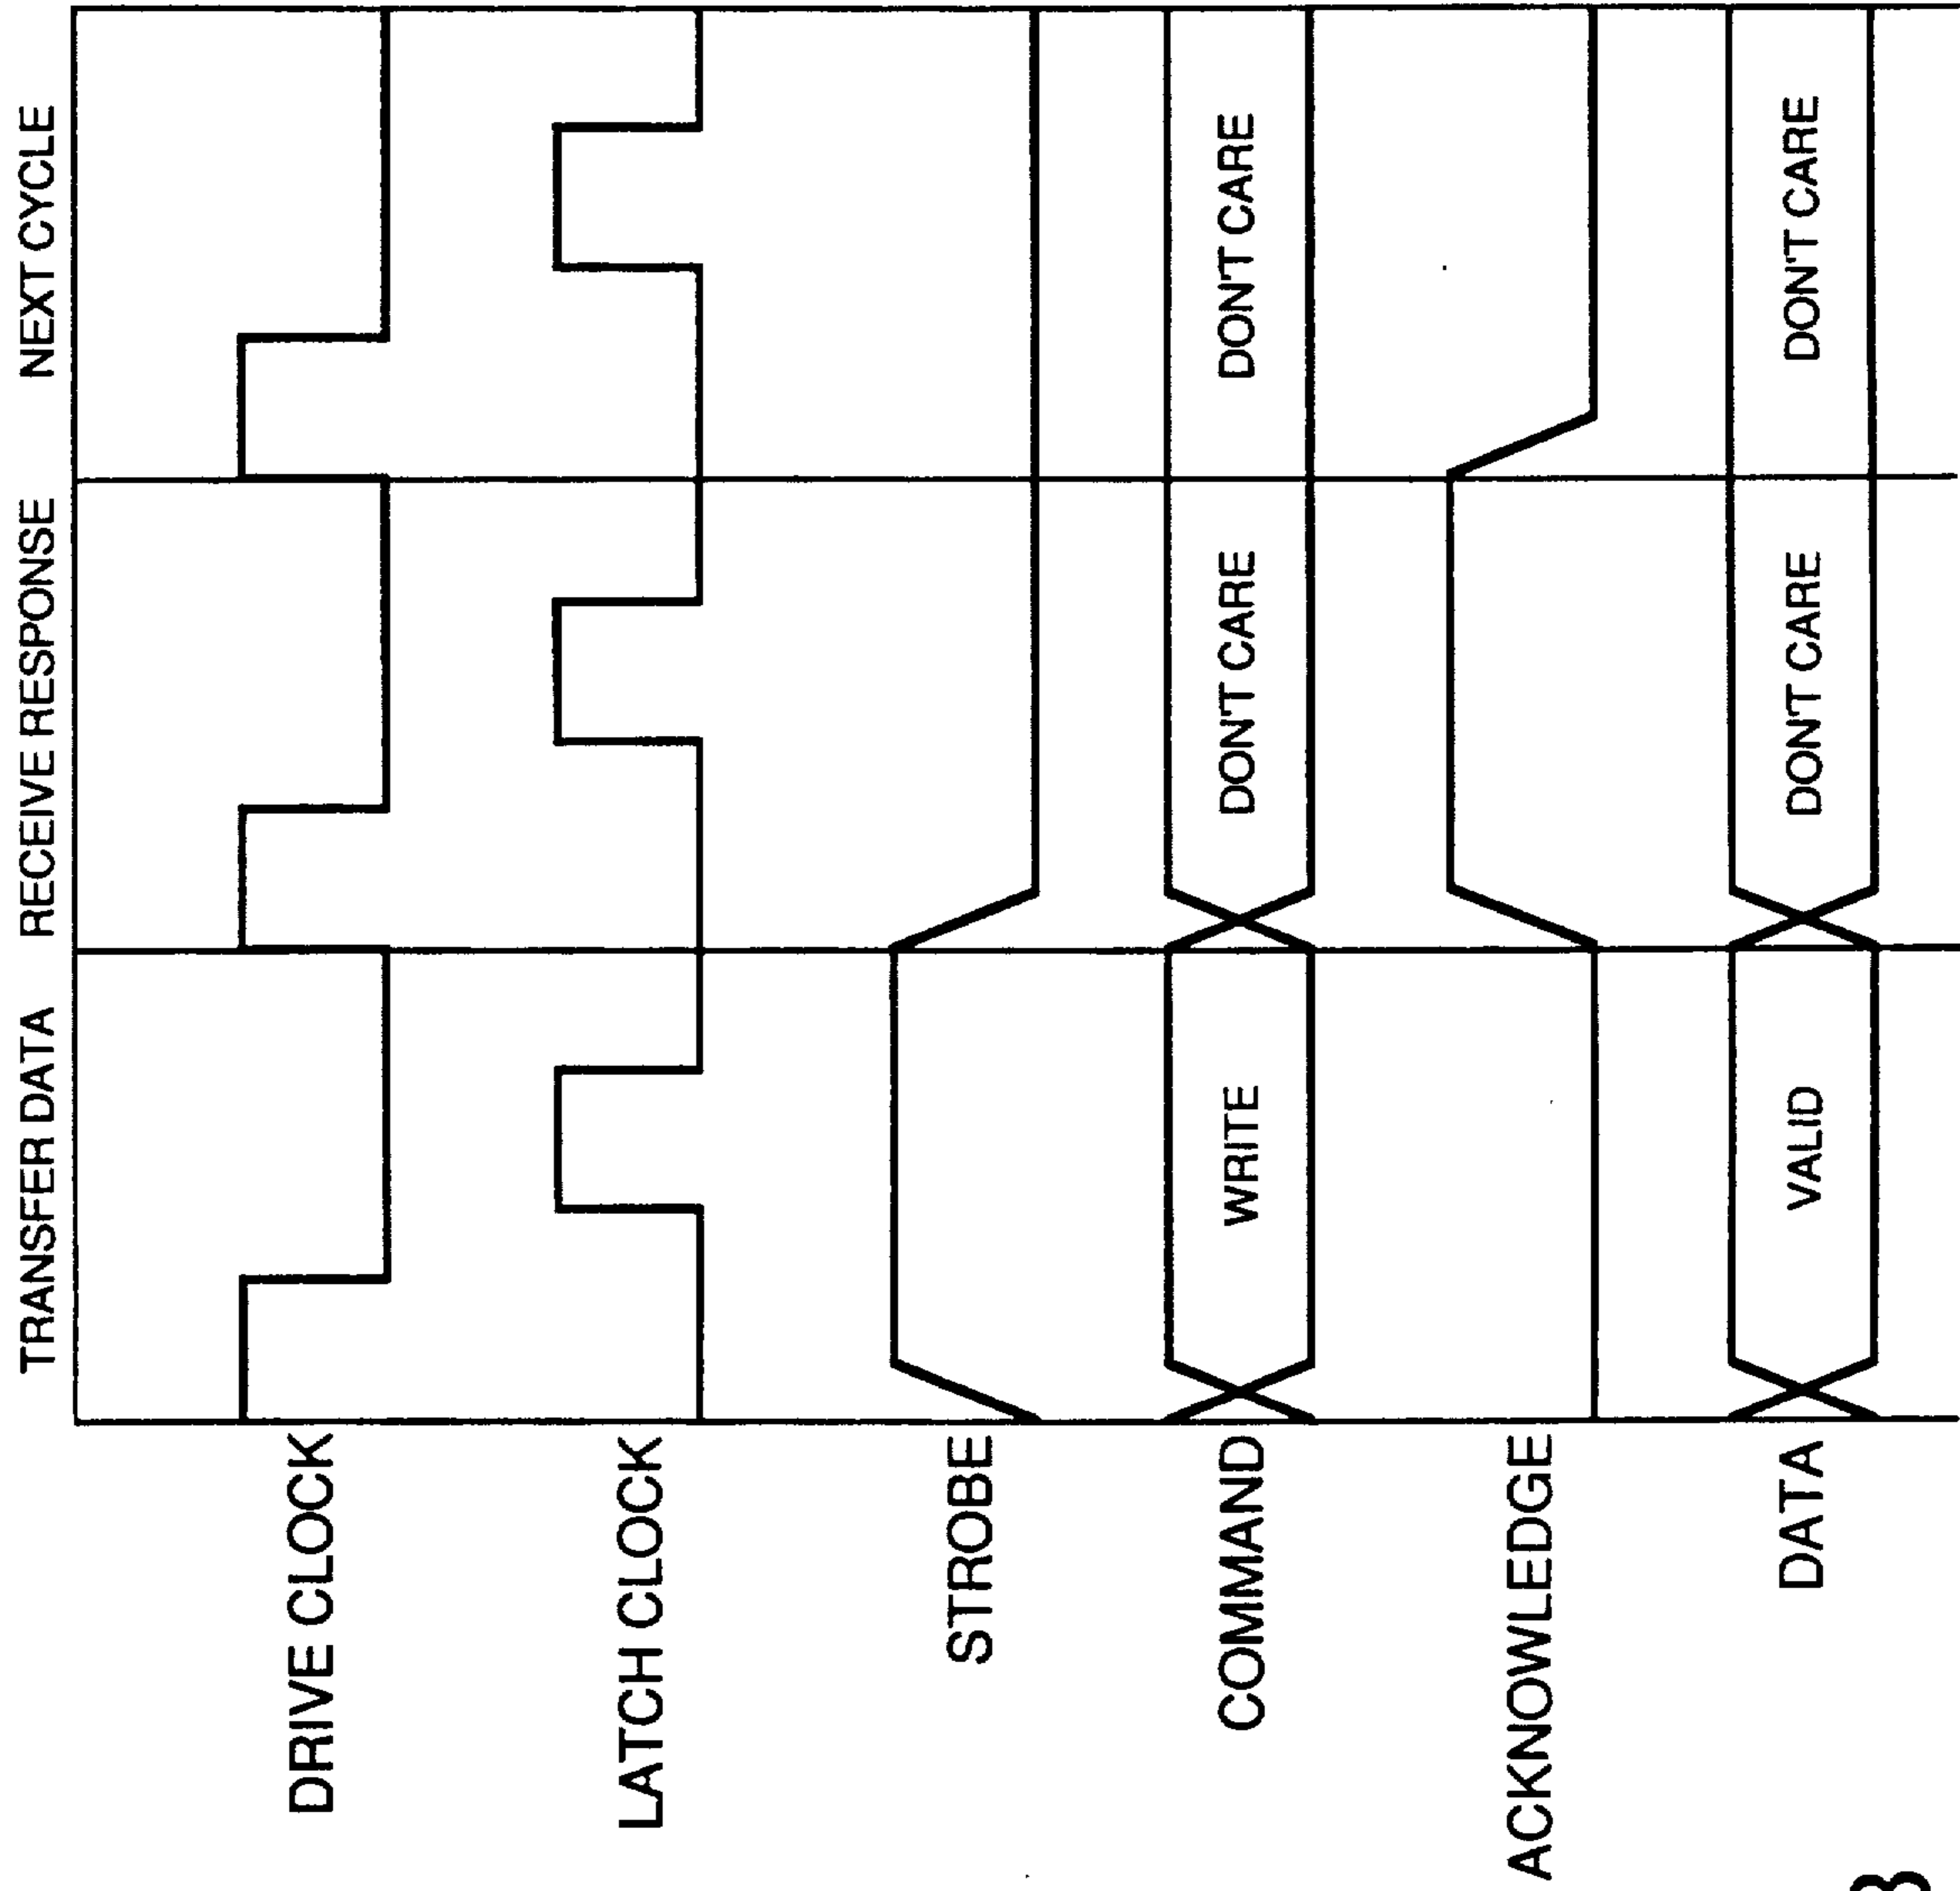 TRANSFER DATA RECEIVE RESPONSE NEXT CYCLE
DRIVE CLOCK
LATCH CLOCK
STROBE
COMMAND WRITE DON'T CARE DON'T CARE
ACKNOWLEDGE
DATA VALID DON'T CARE DON'T CARE